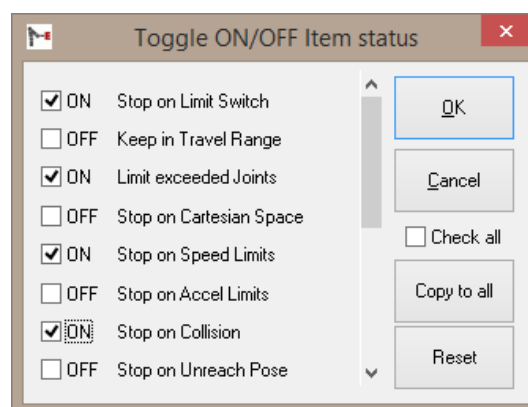 Toggle ON/OFF Item status
ON Stop on Limit Switch
OFF Keep in Travel Range
ON Limit exceeded Joints
OFF Stop on Cartesian Space
ON Stop on Speed Limits
OFF Stop on Accel Limits
ON Stop on Collision
OFF Stop on Unreach Pose
OK
Cancel
Check all
Copy to all
Reset